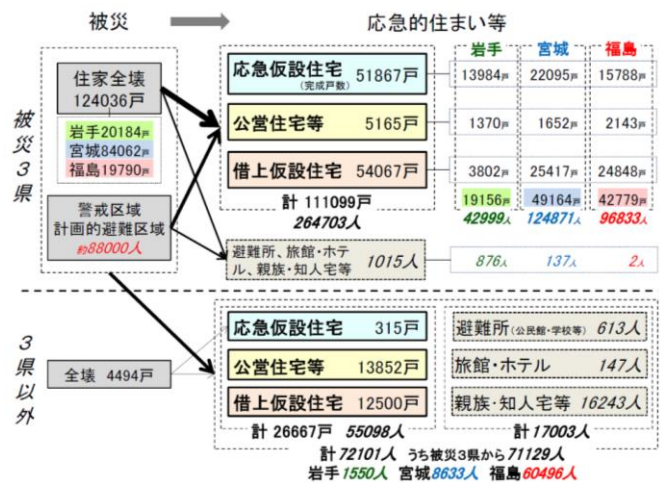 被災
応急的住まい等
岩手 宮城 福島
被災3県
住家全壊
124036戸
岩手20184戸
宮城84062戸
福島19790戸
警戒区域
計画的避難区域
約88000人
応急仮設住宅 51867戸
(完成戸数)
13984戸 22095戸 15788戸
公営住宅等 5165戸
1370戸 1652戸 2143戸
借上仮設住宅 54067戸
3802戸 25417戸 24848戸
計 111099戸
264703人
19156戸 49164戸 42779戸
42999人 124871人 96833人
避難所、旅館・ホテ
ル、親族・知人宅等
1015人
876人 137人 2人
3県以外
全壊 4494戸
応急仮設住宅 315戸
公営住宅等 13852戸
借上仮設住宅 12500戸
計 26667戸 55098人
避難所(公民館・学校等) 613人
旅館・ホテル 147人
親族・知人宅等 16243人
計17003人
計72101人 うち被災3県から71129人
岩手1550人 宮城8633人 福島60496人